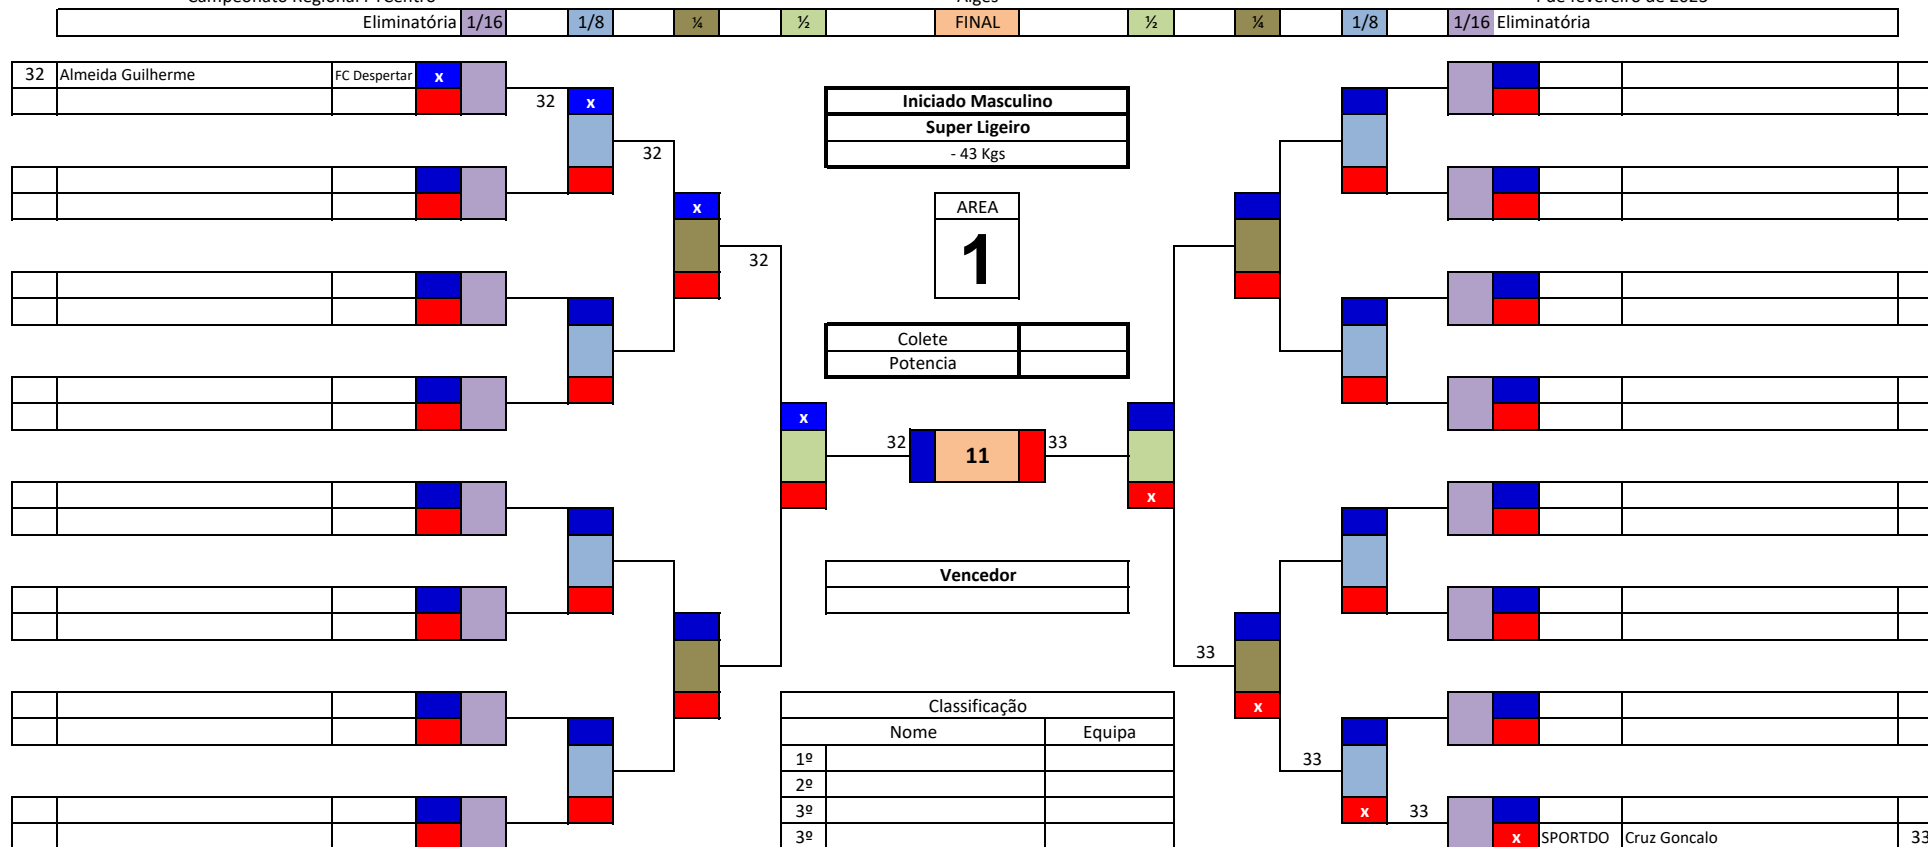 Eliminatória 1/16 1/8 ¼ ½ FINAL ½ ¼ 1/8 1/16 Eliminatória
32 Almeida Guilherme FC Despertar x
32 x
Iniciado Masculino
Super Ligeiro
- 43 Kgs
32
x
AREA
1
32
Colete
Potencia
x
32 11 33
x
Vencedor
33
x
Classificação
Nome Equipa
1º
2º
3º
3º
33
x 33
x SPORTDO Cruz Goncalo 33